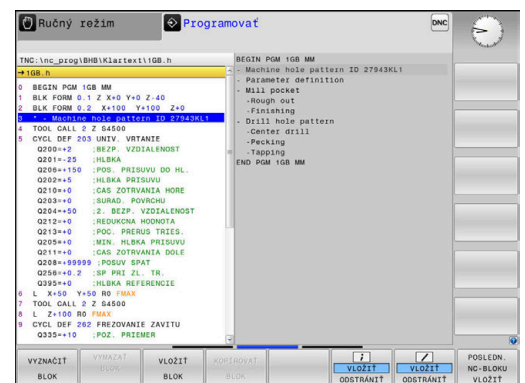 Ručný režim
Programovať
DNC
TNC:\nc_prog\BHB\Klartext\1GB.h
→1GB.h
0 BEGIN PGM 1GB MM
1 BLK FORM 0.1 Z X+0 Y+0 Z-40
2 BLK FORM 0.2 X+100 Y+100 Z+0
3 * - Machine hole pattern ID 27943KL1
4 TOOL CALL 2 Z S4500
5 CYCL DEF 203 UNIV. VRTANIE
Q200=+2 ;BEZP. VZDIALENOST
Q201=-25 ;HLBKA
Q206=+150 ;POS. PRISUVU DO HL.
Q202=+5 ;HLBKA PRISUVU
Q210=+0 ;CAS ZOTRVANIA HORE
Q203=+0 ;SURAD. POVRCHU
Q204=+50 ;2. BEZP. VZDIALENOST
Q212=+0 ;REDUKCNA HODNOTA
Q213=+0 ;POC. PRERUS TRIES.
Q205=+0 ;MIN. HLBKA PRISUVU
Q211=+0 ;CAS ZOTRVANIA DOLE
Q208=+99999 ;POSUV SPAT
Q256=+0.2 ;SP PRI ZL. TR.
Q395=+0 ;HLBKA REFERENCIE
6 L X+50 Y+50 R0 FMAX
7 TOOL CALL 2 Z S4500
8 L Z+100 R0 FMAX
9 CYCL DEF 262 FREZOVANIE ZAVITU
Q335=+10 ;POZ. PRIEMER
BEGIN PGM 1GB MM
- Machine hole pattern ID 27943KL1
- Parameter definition
- Mill pocket
-Rough out
-Finishing
- Drill hole pattern
-Center drill
-Pecking
-Tapping
END PGM 1GB MM
VYZNAČIŤ
BLOK
VYMAZAŤ
BLOK
VLOŽIŤ
BLOK
KOPÍROVAŤ
BLOK
;
VLOŽIŤ
ODSTRÁNIŤ
/
VLOŽIŤ
ODSTRÁNIŤ
POSLEDN.
NC-BLOKU
VLOŽIŤ